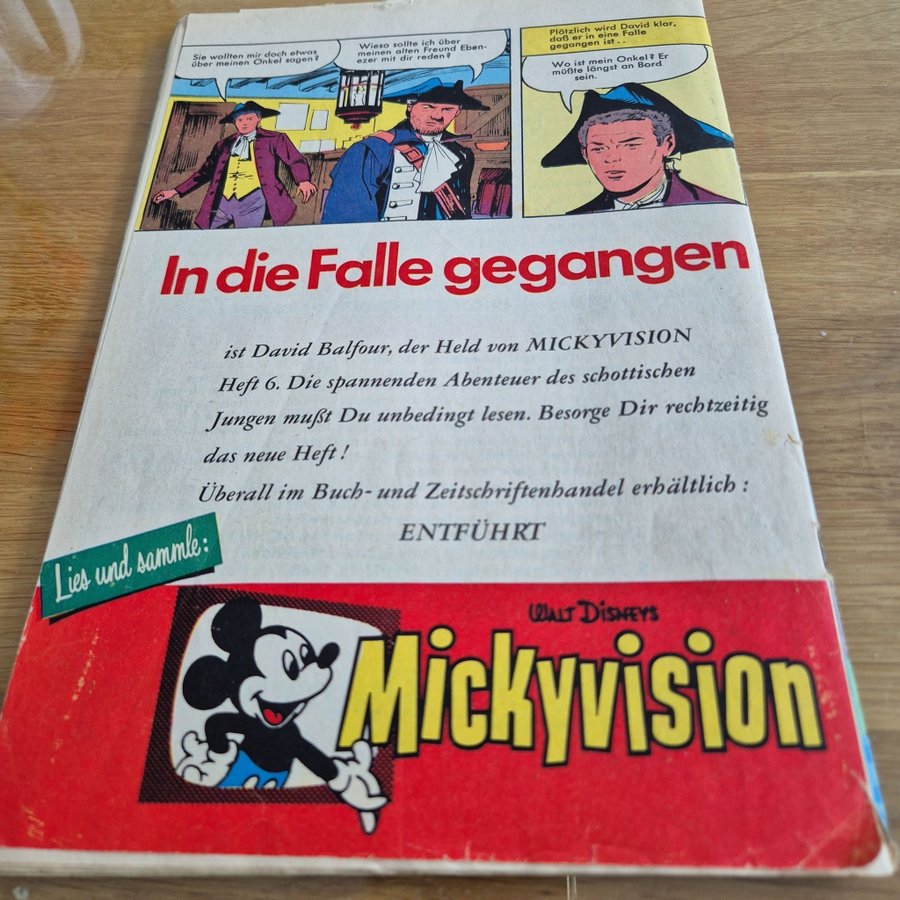 Sie wollten mir doch etwas
über meinen Onkel sagen?
Wieso sollte ich über
meinen alten Freund Eben-
ezer mit dir reden?
Plötzlich wird David klar,
daß er in eine Falle
gegangen ist..
Wo ist mein Onkel? Er
müßte längst an Bord
sein.
In die Falle gegangen
ist David Balfour, der Held von MICKYVISION
Heft 6. Die spannenden Abenteuer des schottischen
Jungen mußt Du unbedingt lesen. Besorge Dir rechtzeitig
das neue Heft!
Überall im Buch- und Zeitschriftenhandel erhältlich:
ENTFÜHRT
Lies und sammle:
WALT DISNEYS
Mickyvision